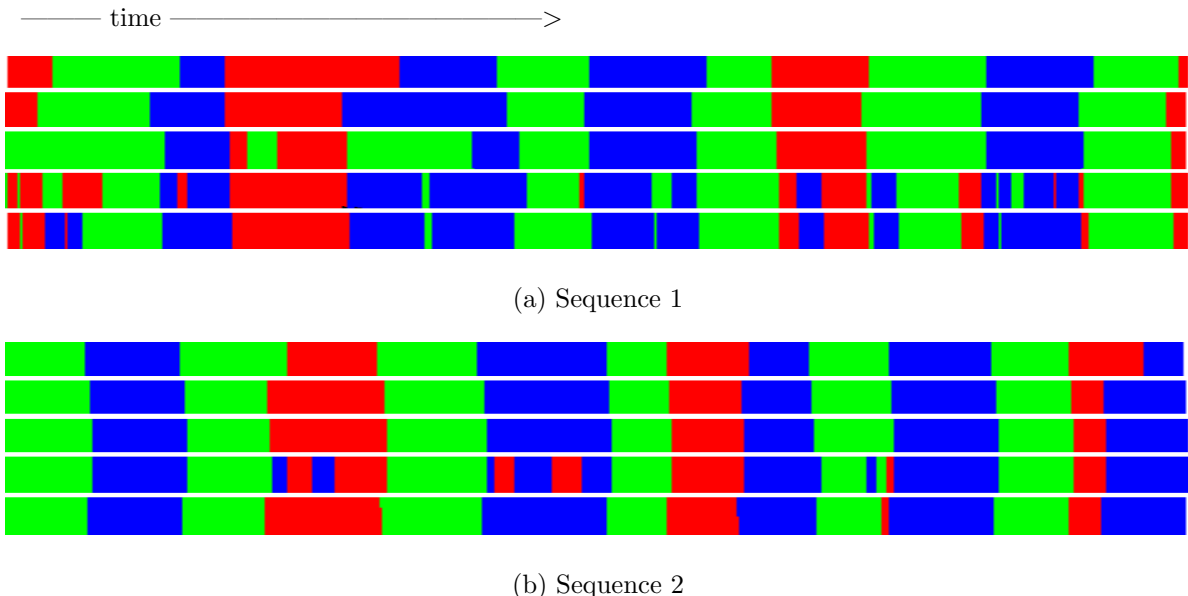 ——— time ——————————————>
(a) Sequence 1
(b) Sequence 2